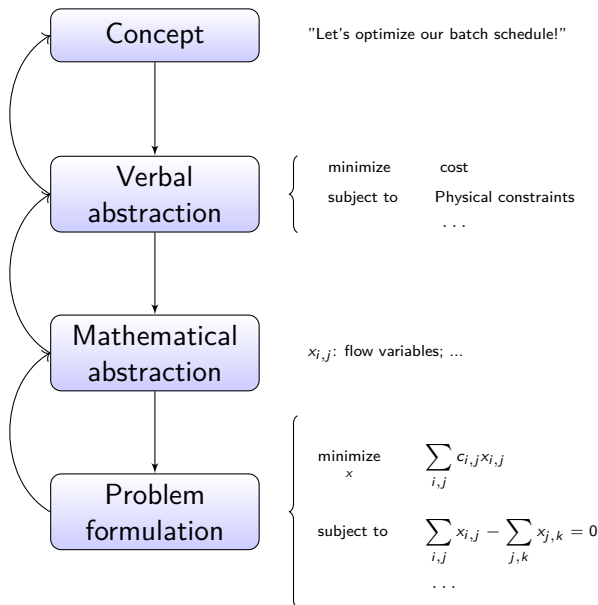 Concept
"Let's optimize our batch schedule!"
Verbal
abstraction
minimize cost
subject to Physical constraints
. . .
Mathematical
abstraction
x_{i,j}: flow variables; ...
Problem
formulation
minimize ∑ c_{i,j} x_{i,j}
x i,j
subject to ∑ x_{i,j} − ∑ x_{j,k} = 0
i,j j,k
. . .